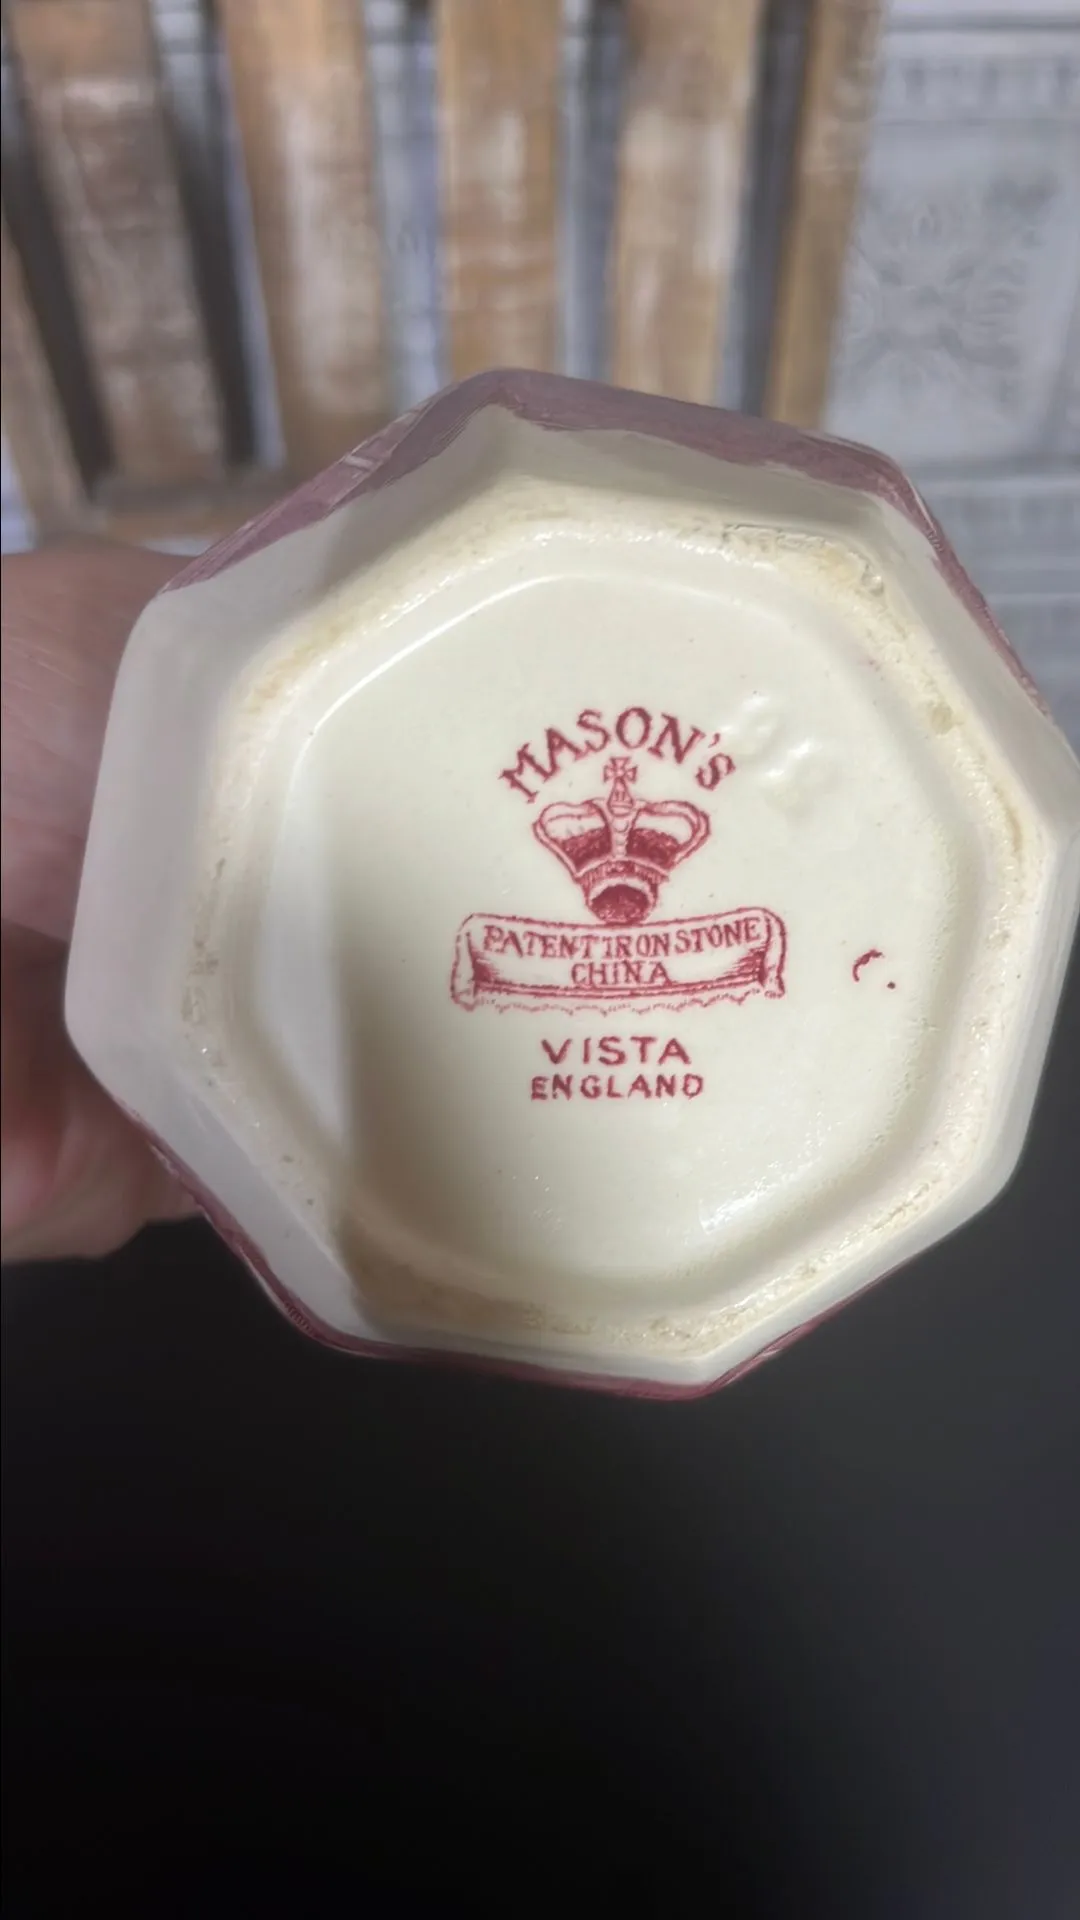 MASON'S
PATENT IRONSTONE
CHINA
VISTA
ENGLAND